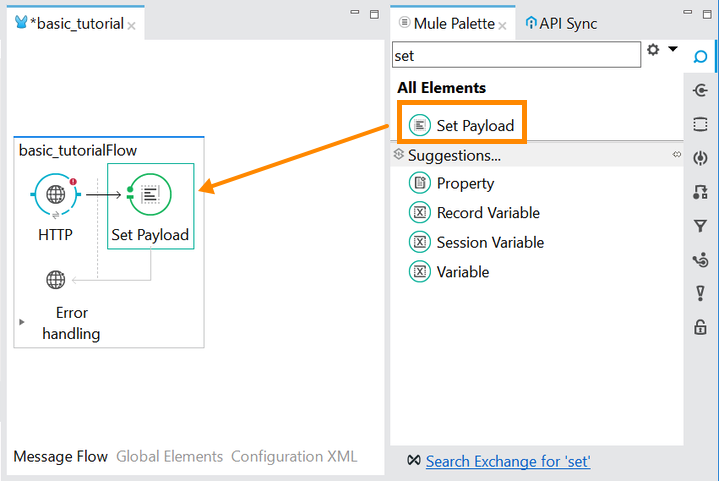 *basic_tutorial
basic_tutorialFlow
HTTP
Set Payload
Error
handling
Message Flow Global Elements Configuration XML
Mule Palette API Sync
set
All Elements
Set Payload
Suggestions...
Property
Record Variable
Session Variable
Variable
Search Exchange for 'set'